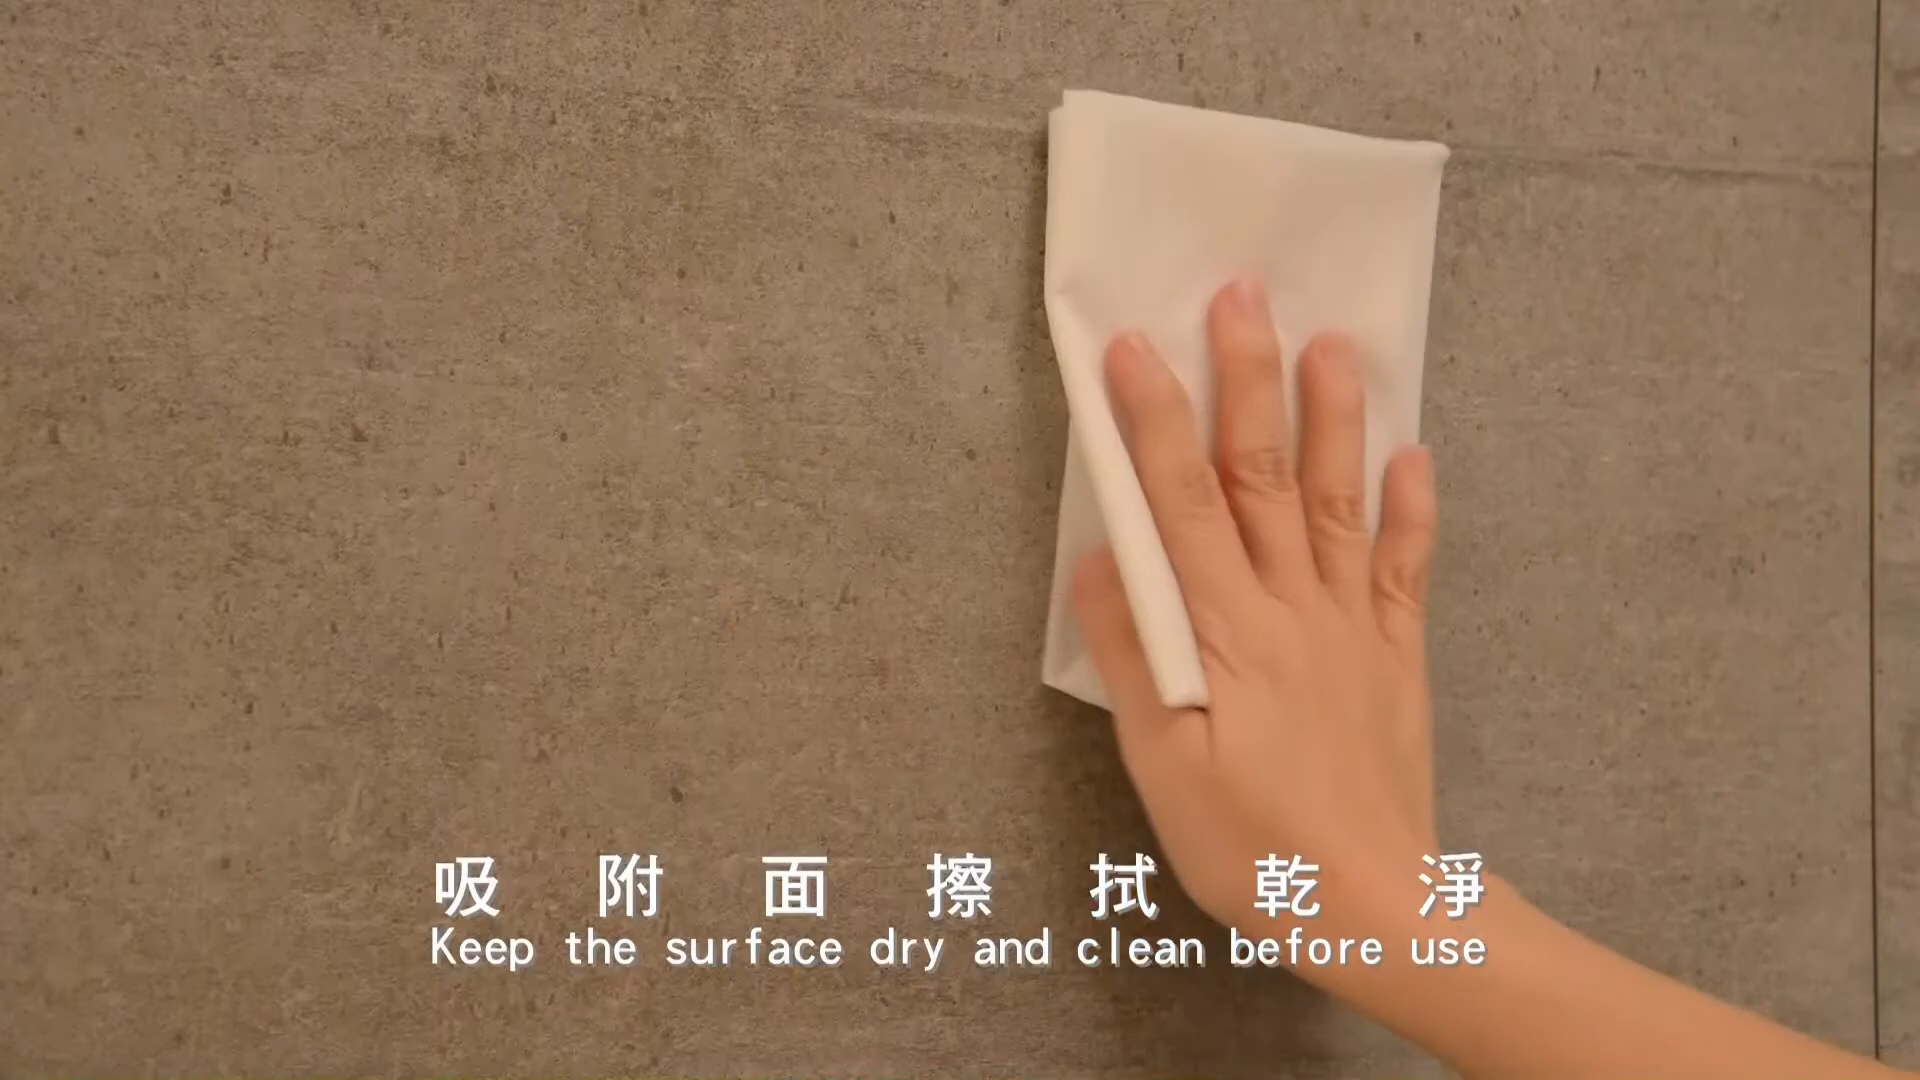 吸附面擦拭乾淨
Keep the surface dry and clean before use